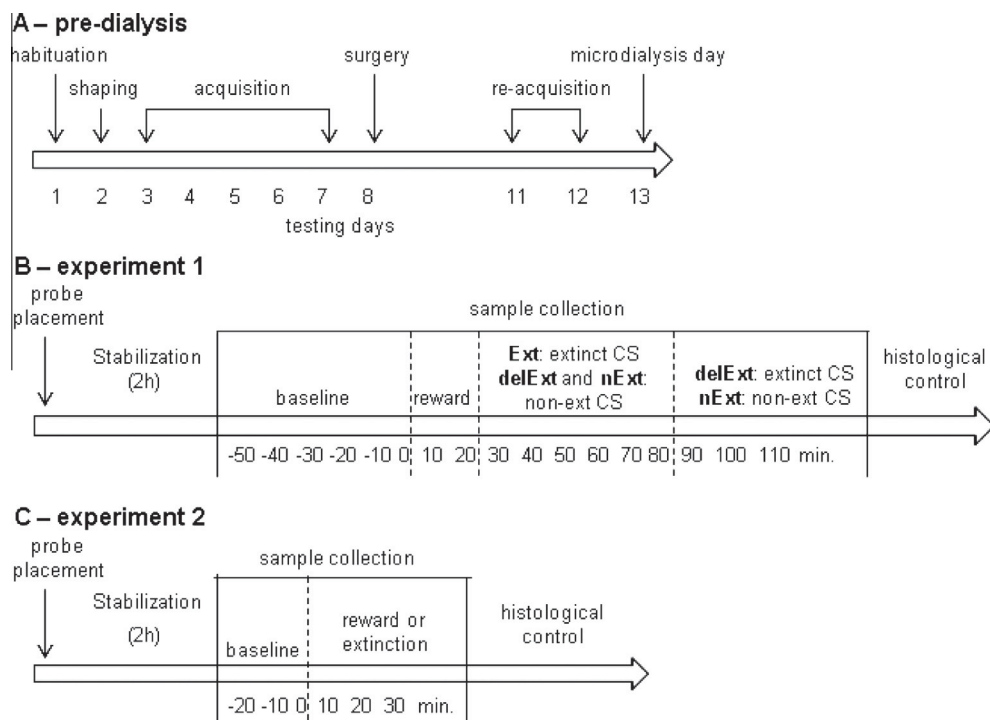 A – pre-dialysis
habituation
surgery
microdialysis day
shaping
acquisition
re-acquisition
1 2 3 4 5 6 7 8 11 12 13
testing days
B – experiment 1
probe
placement
sample collection
Stabilization
(2h)
baseline
reward
Ext: extinct CS
delExt and nExt:
non-ext CS
delExt: extinct CS
nExt: non-ext CS
histological
control
-50 -40 -30 -20 -10 0 10 20 30 40 50 60 70 80 90 100 110 min.
C – experiment 2
probe
placement
sample collection
Stabilization
(2h)
baseline
reward or
extinction
histological
control
-20 -10 0 10 20 30 min.